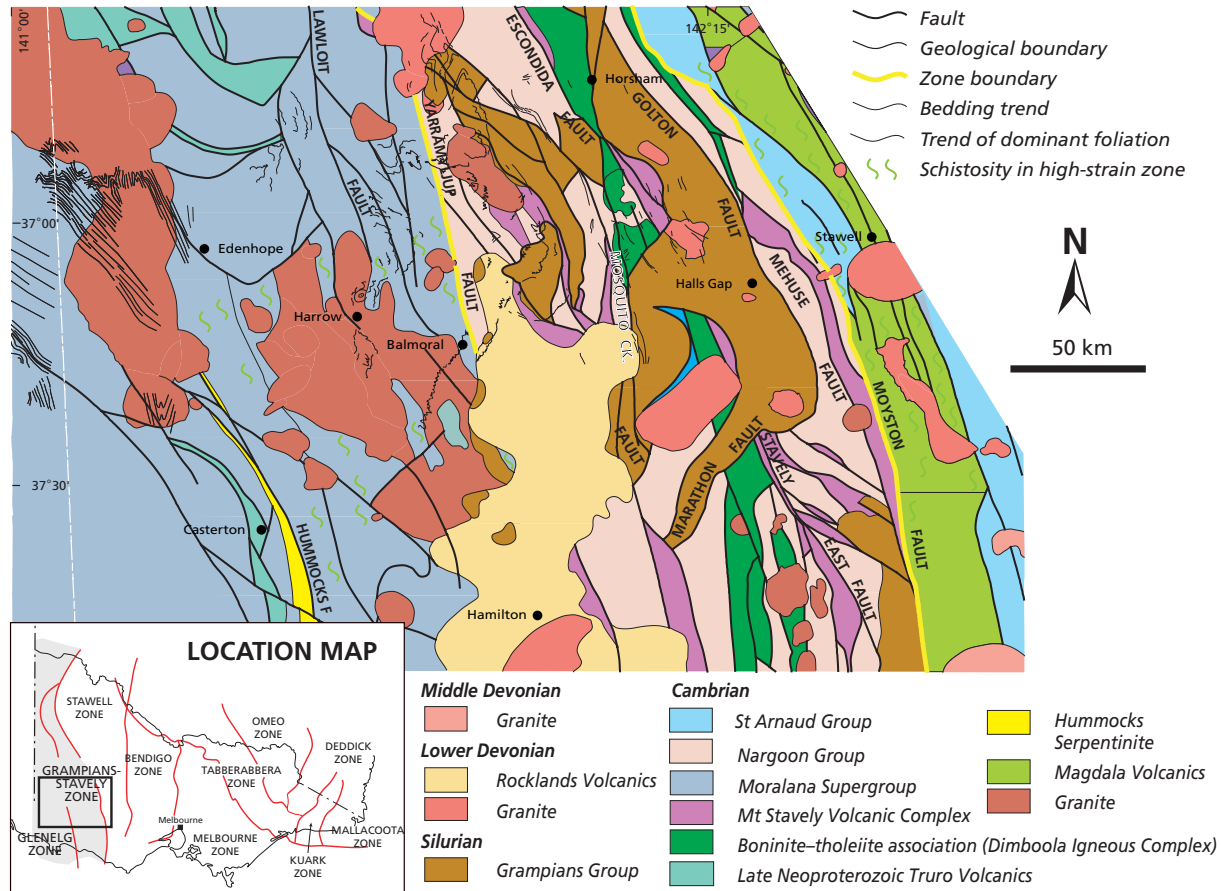 141°00'
142°15'
37°00'
37°30'
LAWLOIT
FAULT
ESCONDIDA
FAULT
Horsham
GOLTON
FAULT
YARRAMYJUP
FAULT
Edenhope
Harrow
Balmoral
MOSQUITO CK.
FAULT
Halls Gap
MEHUSE
FAULT
Stawell
MOYSTON
FAULT
MARATHON
FAULT
STAVELY
EAST
FAULT
Casterton
HUMMOCKS F
Hamilton
Fault
Geological boundary
Zone boundary
Bedding trend
Trend of dominant foliation
Schistosity in high-strain zone
N
50 km
LOCATION MAP
STAWELL
ZONE
BENDIGO
ZONE
OMEO
ZONE
DEDDICK
ZONE
TABBERABBERA
ZONE
GRAMPIANS-
STAVELY
ZONE
Melbourne
GLENELG
ZONE
MELBOURNE
ZONE
KUARK
ZONE
MALLACOOTA
ZONE
Middle Devonian
Granite
Lower Devonian
Rocklands Volcanics
Granite
Silurian
Grampians Group
Cambrian
St Arnaud Group
Nargoon Group
Moralana Supergroup
Mt Stavely Volcanic Complex
Boninite–tholeiite association (Dimboola Igneous Complex)
Late Neoproterozoic Truro Volcanics
Hummocks
Serpentinite
Magdala Volcanics
Granite